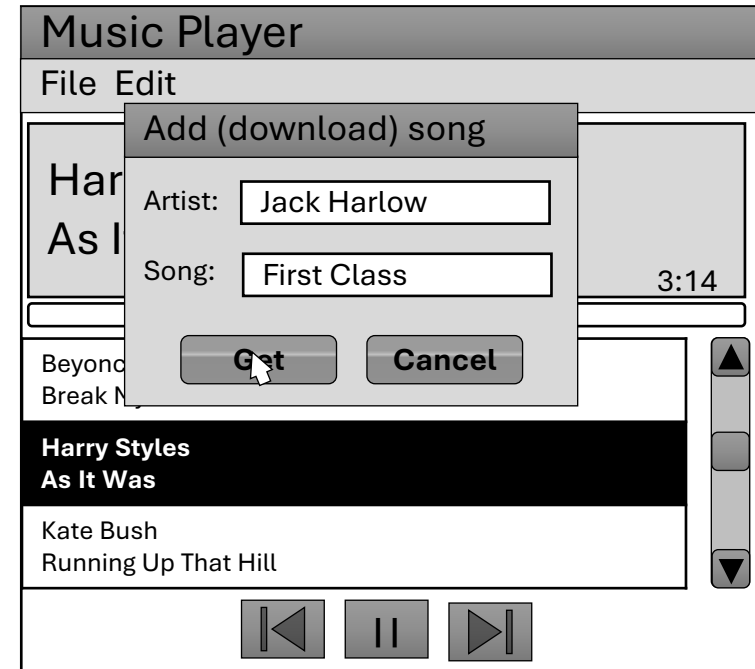 Music Player
File Edit
Add (download) song
Har
As I
Artist: Jack Harlow
Song: First Class
3:14
Get Cancel
Beyonc
Break
Harry Styles
As It Was
Kate Bush
Running Up That Hill